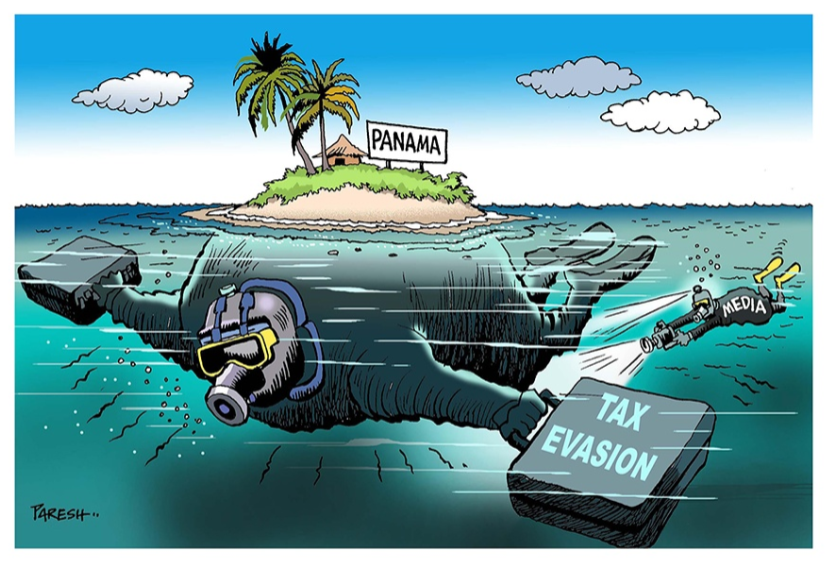 PANAMA
MEDIA
TAX
EVASION
PARESH..